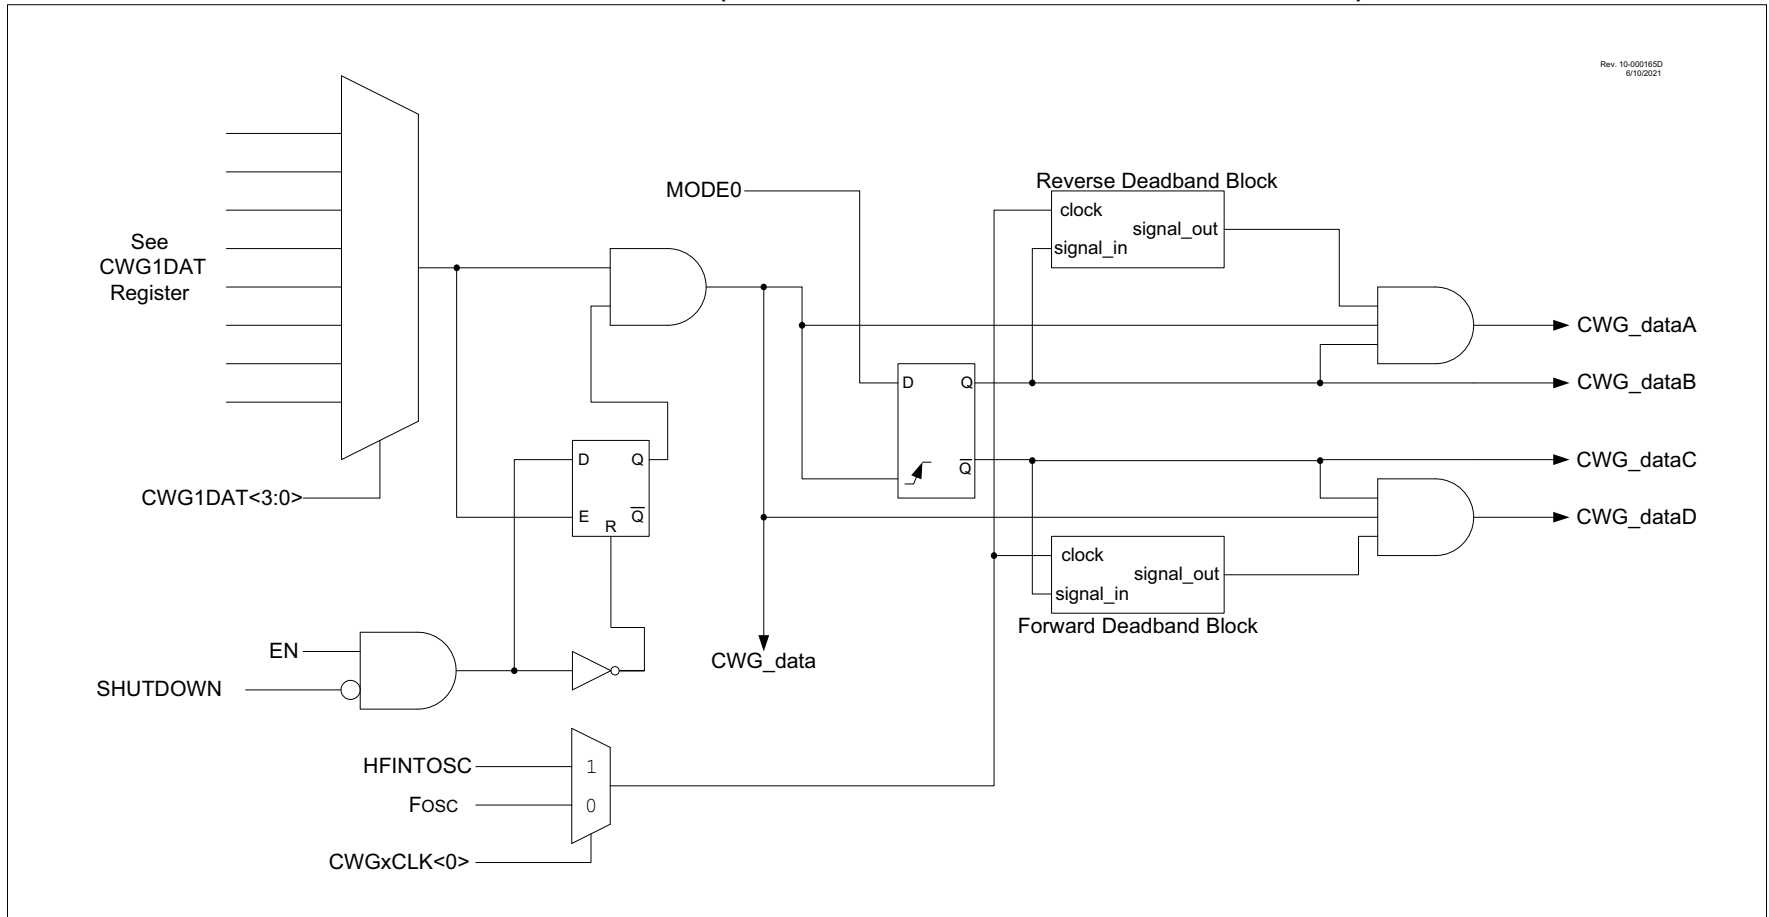 Rev. 10-000165D
6/10/2021
See
CWG1DAT
Register
CWG1DAT<3:0>
MODE0
D
Q
E
R
Q̅
EN
SHUTDOWN
CWG_data
HFINTOSC
1
FOSC
0
CWGxCLK<0>
D
Q
Q̅
Reverse Deadband Block
clock
signal_out
signal_in
clock
signal_out
signal_in
Forward Deadband Block
CWG_dataA
CWG_dataB
CWG_dataC
CWG_dataD